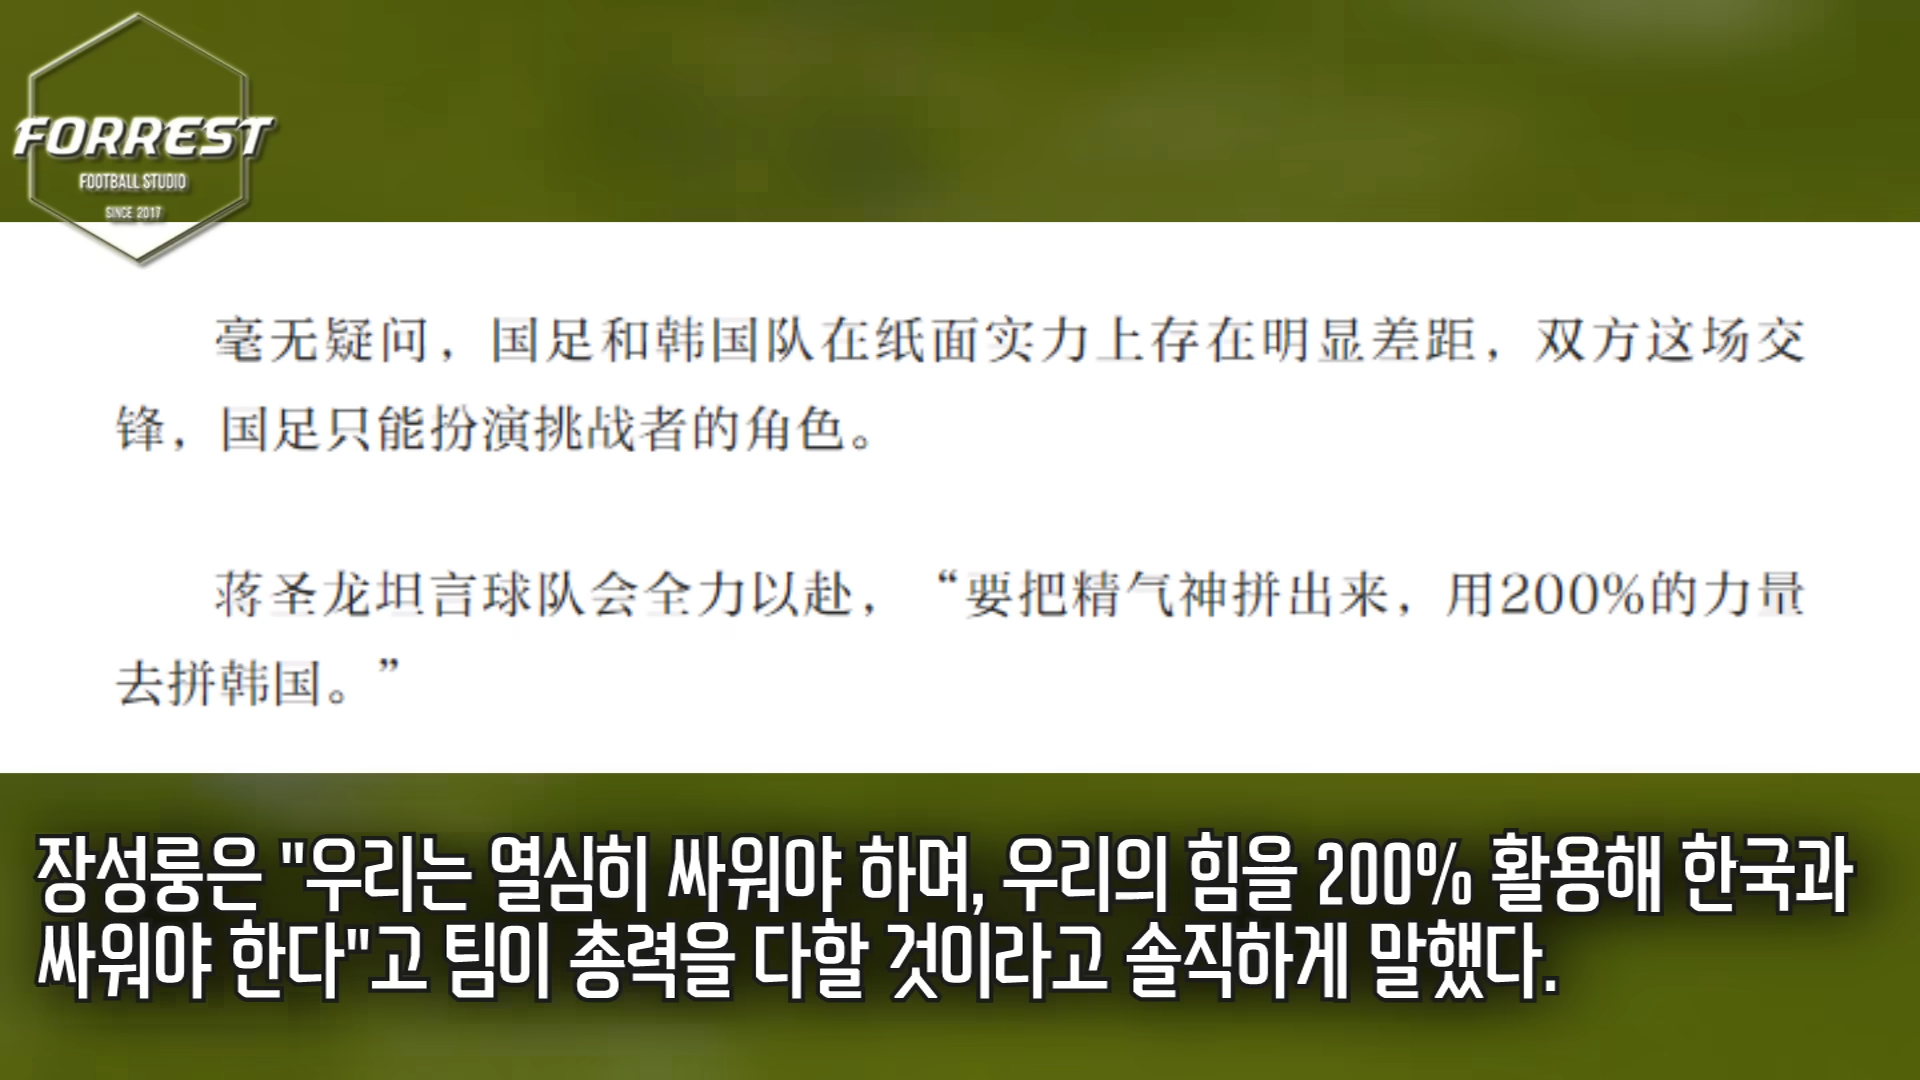 FORREST
FOOTBALL STUDIO
SINCE 2017
毫无疑问，国足和韩国队在纸面实力上存在明显差距，双方这场交
锋，国足只能扮演挑战者的角色。
蒋圣龙坦言球队会全力以赴，“要把精气神拼出来，用200%的力量
去拼韩国。”
장성룽은 "우리는 열심히 싸워야 하며, 우리의 힘을 200% 활용해 한국과
싸워야 한다"고 팀이 총력을 다할 것이라고 솔직하게 말했다.